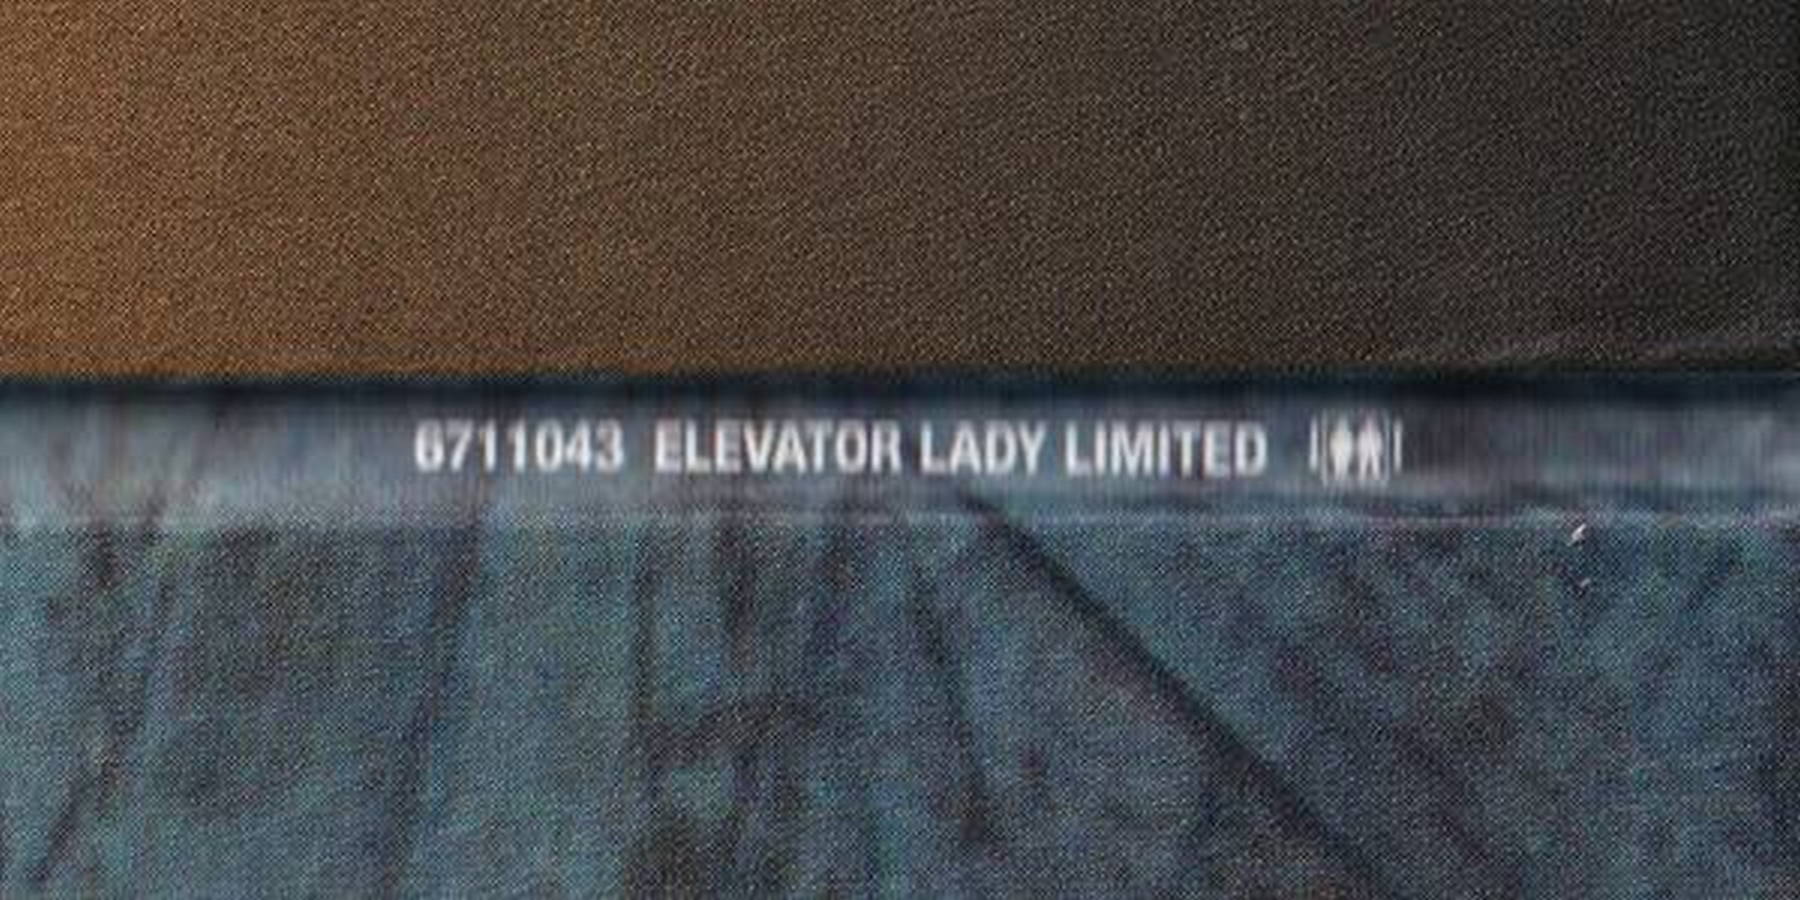 6711043 ELEVATOR LADY LIMITED